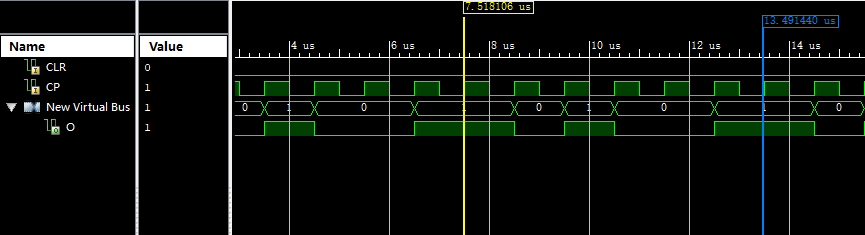 7.518106 us
13.491440 us
Name Value
4 us 6 us 8 us 10 us 12 us 14 us
CLR 0
CP 1
New Virtual Bus 1 0 1 0 1 0 1 0 1 0
O 1